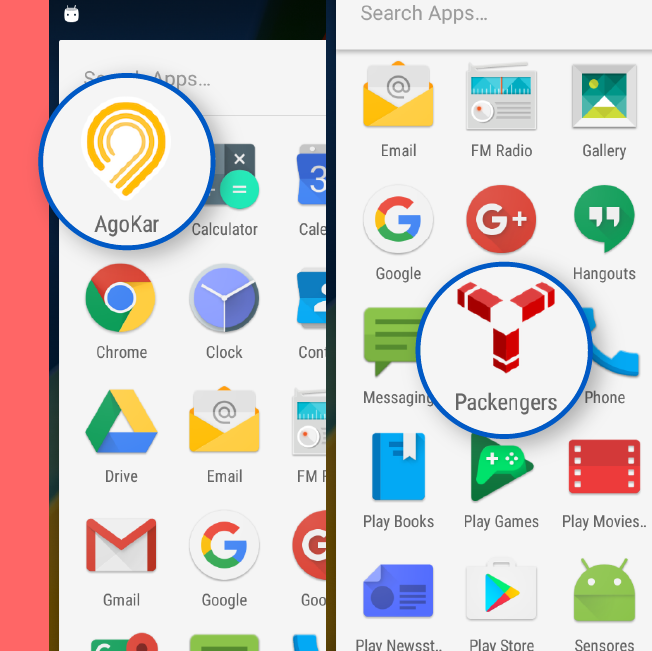 Search Apps…
AgoKar
Calculator
Cale
Chrome
Clock
Cont
Drive
Email
FM R
Gmail
Google
Goo
Search Apps…
Email
FM Radio
Gallery
Google
Hangouts
Messaging
Packengers
Phone
Play Books
Play Games
Play Movies..
Play Newsst..
Play Store
Sensores